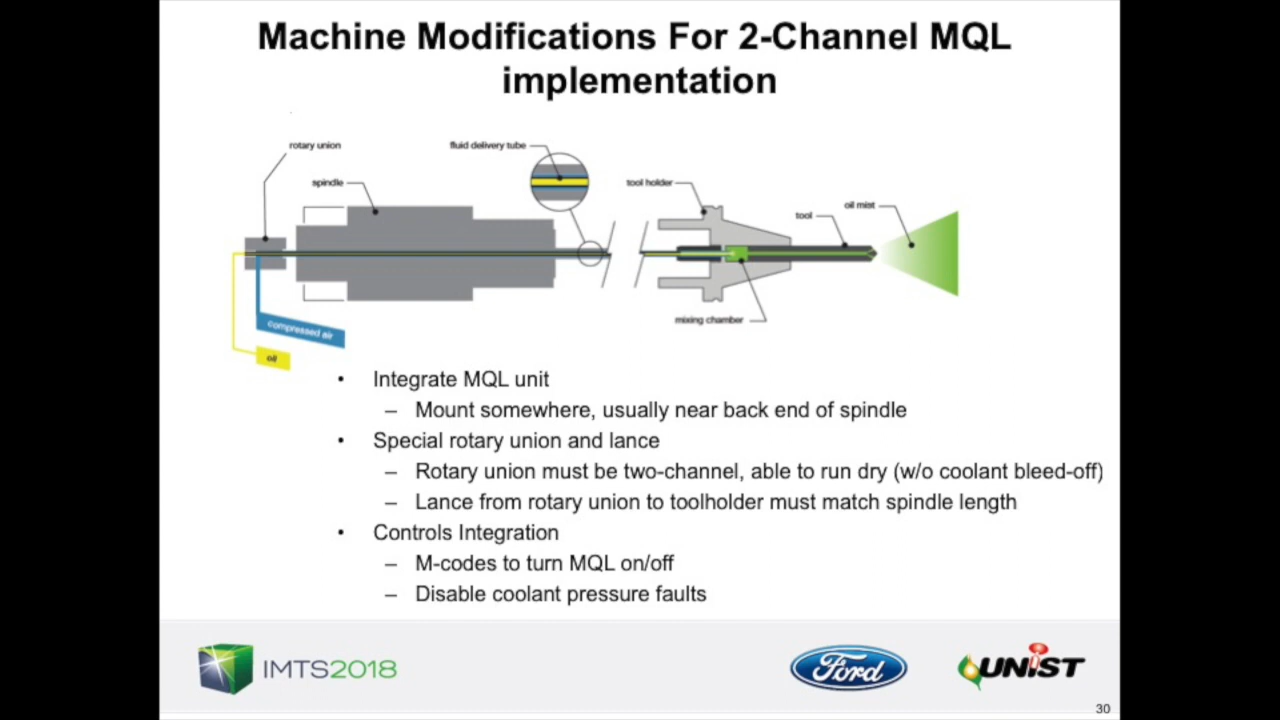 Machine Modifications For 2-Channel MQL
implementation
rotary union
fluid delivery tube
spindle
tool holder
oil mist
tool
mixing chamber
compressed air
oil
• Integrate MQL unit
– Mount somewhere, usually near back end of spindle
• Special rotary union and lance
– Rotary union must be two-channel, able to run dry (w/o coolant bleed-off)
– Lance from rotary union to toolholder must match spindle length
• Controls Integration
– M-codes to turn MQL on/off
– Disable coolant pressure faults
IMTS2018
Ford
UNIST
30